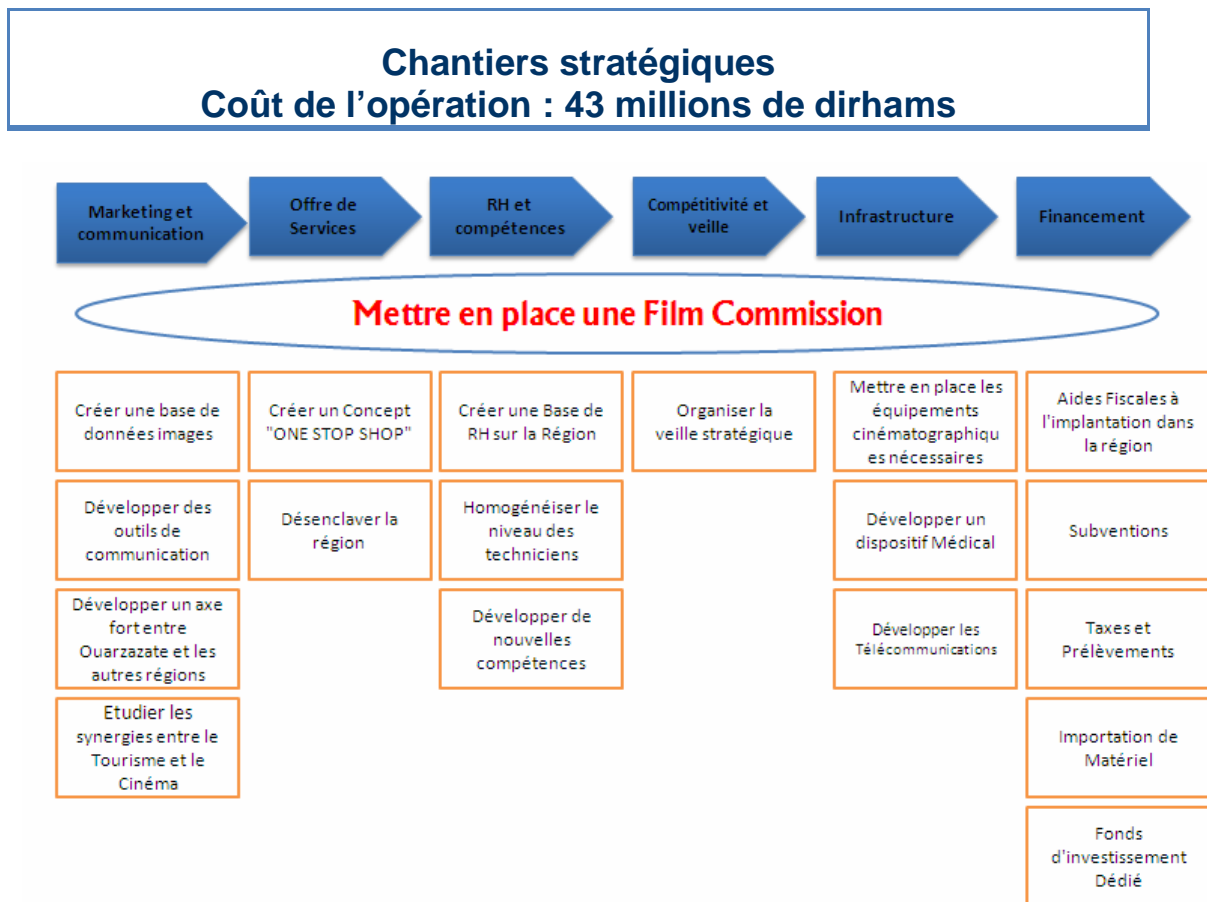 Chantiers stratégiques
Coût de l'opération : 43 millions de dirhams
Marketing et
communication
Offre de
Services
RH et
compétences
Compétitivité et
veille
Infrastructure
Financement
Mettre en place une Film Commission
Créer une base de
données images
Créer un Concept
"ONE STOP SHOP"
Créer une Base de
RH sur la Région
Organiser la
veille stratégique
Mettre en place les
équipements
cinématographiqu
es nécessaires
Aides Fiscales à
l'implantation dans
la région
Développer des
outils de
communication
Désenclaver la
région
Homogénéiser le
niveau des
techniciens
Développer un
dispositif Médical
Subventions
Développer un axe
fort entre
Ouarzazate et les
autres régions
Développer de
nouvelles
compétences
Développer les
Télécommunications
Taxes et
Prélèvements
Etudier les
synergies entre le
Tourisme et le
Cinéma
Importation de
Matériel
Fonds
d'investissement
Dédié